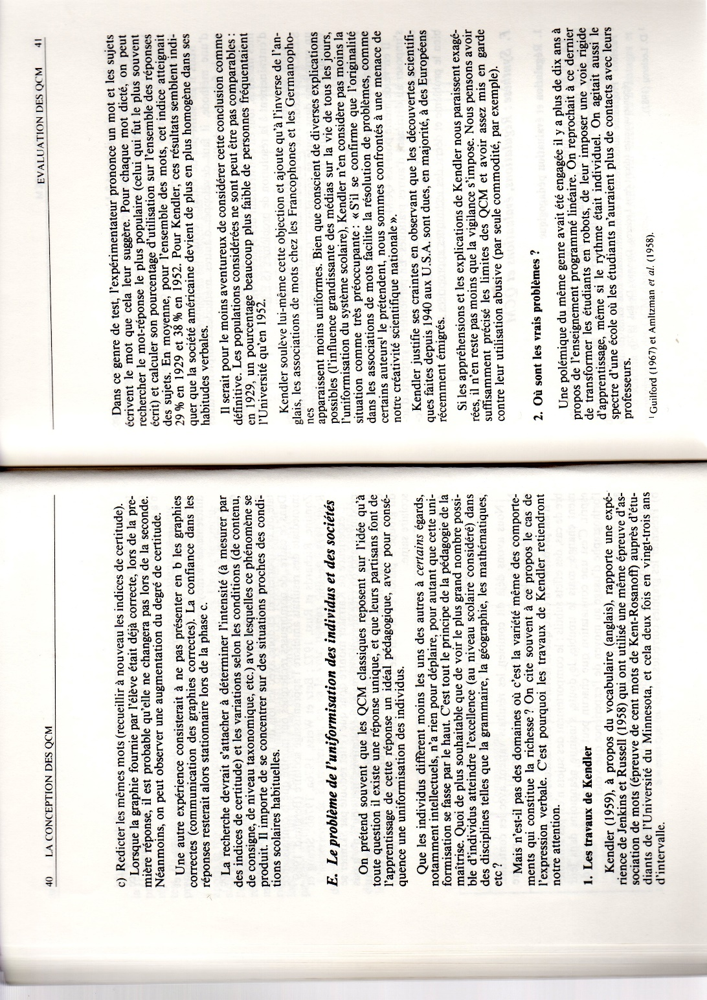 40 LA CONCEPTION DES QCM
c) Redicter les mêmes mots (recueillir à nouveau les indices de certitude).
Lorsque la graphie fournie par l'élève était déjà correcte, lors de la pre-
mière réponse, il est probable qu'elle ne changera pas lors de la seconde.
Néanmoins, on peut observer une augmentation du degré de certitude.
Une autre expérience consisterait à ne pas présenter en b les graphies
correctes (communication des graphies correctes). La confiance dans les
réponses resterait alors stationnaire lors de la phase c.
La recherche devrait s'attacher à déterminer l'intensité (à mesurer par
des indices de certitude) et les variations selon les conditions (de contenu,
de consigne, de niveau taxonomique, etc.) avec lesquelles ce phénomène se
produit. Il importe de se concentrer sur des situations proches des condi-
tions scolaires habituelles.
E. Le problème de l'uniformisation des individus et des sociétés
On prétend souvent que les QCM classiques reposent sur l'idée qu'à
toute question il existe une réponse unique, et que leurs partisans font de
l'apprentissage de cette réponse un idéal pédagogique, avec pour consé-
quence une uniformisation des individus.
Que les individus diffèrent moins les uns des autres à certains égards,
notamment intellectuels, n'a rien pour déplaire, pour autant que cette uni-
formisation se fasse par le haut. C'est tout le principe de la pédagogie de la
maîtrise. Quoi de plus souhaitable que de voir le plus grand nombre possi-
ble d'individus atteindre l'excellence (au niveau scolaire considéré) dans
des disciplines telles que la grammaire, la géographie, les mathématiques,
etc ?
Mais n'est-il pas des domaines où c'est la variété même des comporte-
ments qui constitue la richesse ? On cite souvent à ce propos le cas de
l'expression verbale. C'est pourquoi les travaux de Kendler retiendront
notre attention.
1. Les travaux de Kendler
Kendler (1959), à propos du vocabulaire (anglais), rapporte une expé-
rience de Jenkins et Russell (1958) qui ont utilisé une même épreuve d'as-
sociation de mots (épreuve de cent mots de Kent-Rosanoff) auprès d'étu-
diants de l'Université du Minnesota, et cela deux fois en vingt-trois ans
d'intervalle.
EVALUATION DES QCM 41
Dans ce genre de test, l'expérimentateur prononce un mot et les sujets
écrivent le mot que cela leur suggère. Pour chaque mot dicté, on peut
rechercher le mot-réponse le plus populaire (celui qui fut le plus souvent
écrit) et calculer son pourcentage d'utilisation sur l'ensemble des réponses
des sujets. En moyenne, pour l'ensemble des mots, cet indice atteignait
29 % en 1929 et 38 % en 1952. Pour Kendler, ces résultats semblent indi-
quer que la société américaine devient de plus en plus homogène dans ses
habitudes verbales.
Il serait pour le moins aventureux de considérer cette conclusion comme
définitive. Les populations considérées ne sont peut être pas comparables :
en 1929, un pourcentage beaucoup plus faible de personnes fréquentaient
l'Université qu'en 1952.
Kendler soulève lui-même cette objection et ajoute qu'à l'inverse de l'an-
glais, les associations de mots chez les Francophones et les Germanopho-
nes
apparaissent moins uniformes. Bien que conscient de diverses explications
possibles (l'influence grandissante des médias sur la vie de tous les jours,
l'uniformisation du système scolaire), Kendler n'en considère pas moins la
situation comme très préoccupante : « S'il se confirme que l'originalité
dans les associations de mots facilite la résolution de problèmes, comme
certains auteurs¹ le prétendent, nous sommes confrontés à une menace de
notre créativité scientifique nationale ».
Kendler justifie ses craintes en observant que les découvertes scientifi-
ques faites depuis 1940 aux U.S.A. sont dues, en majorité, à des Européens
récemment émigrés.
Si les appréhensions et les explications de Kendler nous paraissent exagé-
rées, il n'en reste pas moins que la vigilance s'impose. Nous pensons avoir
suffisamment précisé les limites des QCM et avoir assez mis en garde
contre leur utilisation abusive (par seule commodité, par exemple).
2. Où sont les vrais problèmes ?
Une polémique du même genre avait été engagée il y a plus de dix ans à
propos de l'enseignement programmé linéaire. On reprochait à ce dernier
de transformer les étudiants en robots, de leur imposer une voie rigide
d'apprentissage, même si le rythme était individuel. On agitait aussi le
spectre d'une école où les étudiants n'auraient plus de contacts avec leurs
professeurs.
¹ Guilford (1967) et Amltzman et al. (1958).